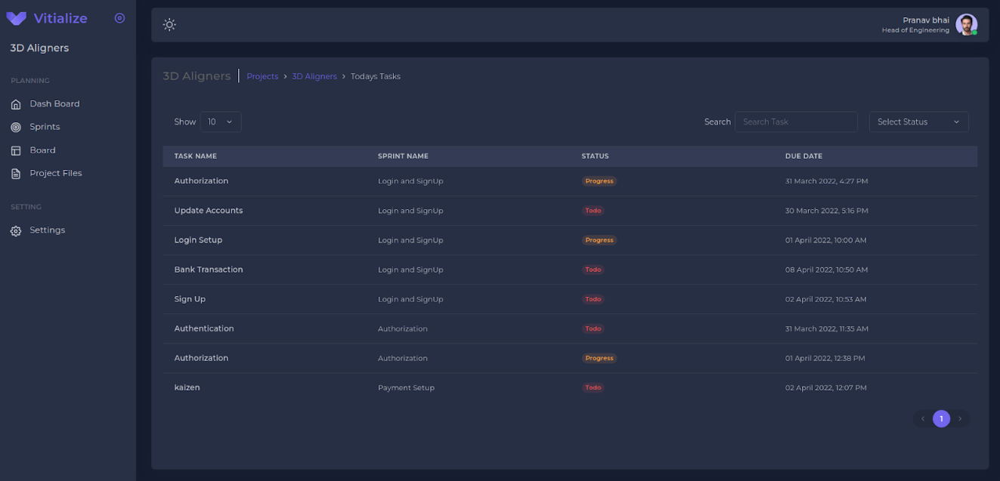 Vitialize
3D Aligners
PLANNING
Dash Board
Sprints
Board
Project Files
SETTING
Settings
Pranav bhai
Head of Engineering
3D Aligners | Projects > 3D Aligners > Todays Tasks
Show 10 Search Search Task Select Status
TASK NAME SPRINT NAME STATUS DUE DATE
Authorization Login and SignUp Progress 31 March 2022, 4:27 PM
Update Accounts Login and SignUp Todo 30 March 2022, 5:16 PM
Login Setup Login and SignUp Progress 01 April 2022, 10:00 AM
Bank Transaction Login and SignUp Todo 08 April 2022, 10:50 AM
Sign Up Login and SignUp Todo 02 April 2022, 10:53 AM
Authentication Authorization Todo 31 March 2022, 11:35 AM
Authorization Authorization Progress 01 April 2022, 12:38 PM
kaizen Payment Setup Todo 02 April 2022, 12:07 PM
< 1 >